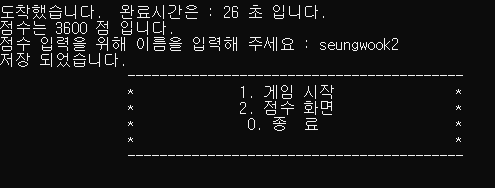 도착했습니다.  완료시간은 : 26 초 입니다.
점수는 3600 점 입니다.
점수 입력을 위해 이름을 입력해 주세요 : seungwook2
저장 되었습니다.
------------------------------------------
* 1. 게임 시작 *
* 2. 점수 화면 *
* 0. 종  료 *
* *
------------------------------------------